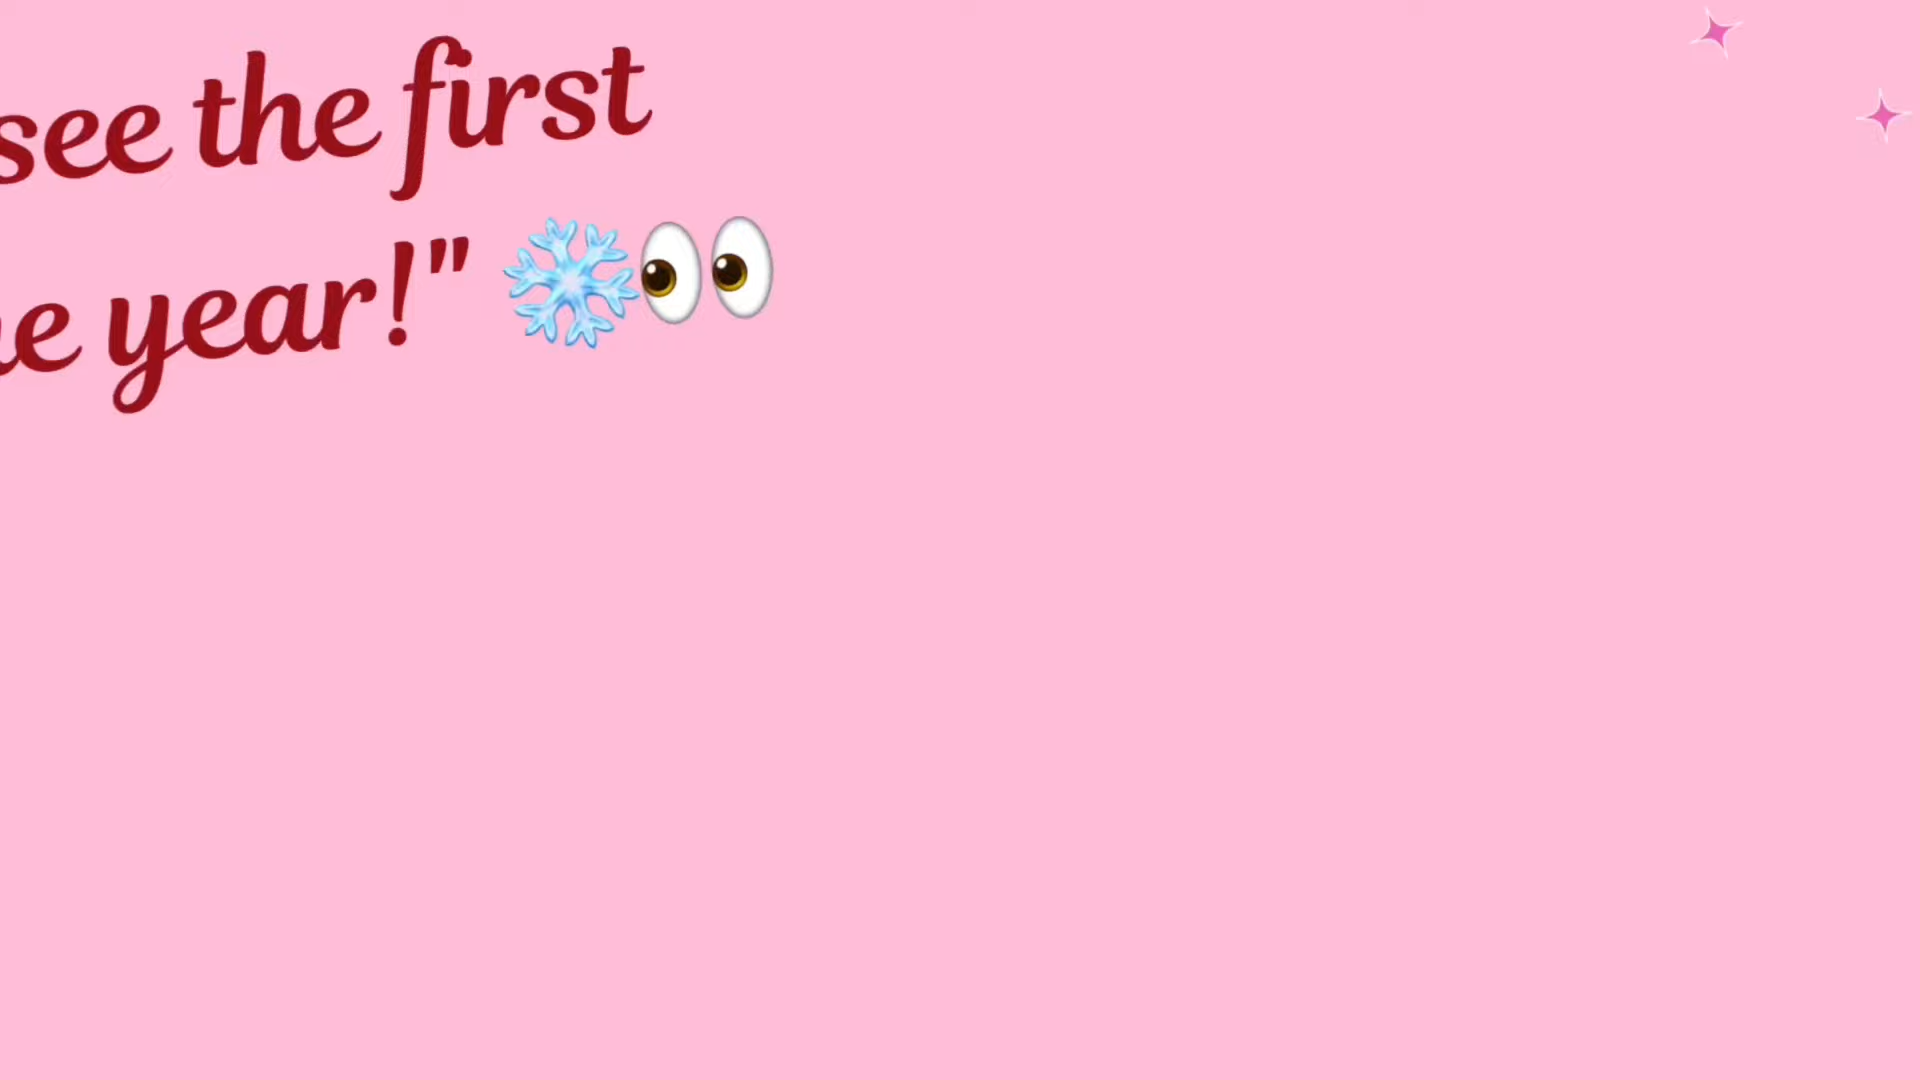 see the first
year!" ❄️👀